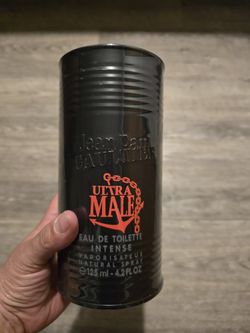 Jean Paul
GAULTIER
ULTRA
MALE
EAU DE TOILETTE
INTENSE
VAPORISATEUR
NATURAL SPRAY
℮125 ml - 4.2 FL.OZ